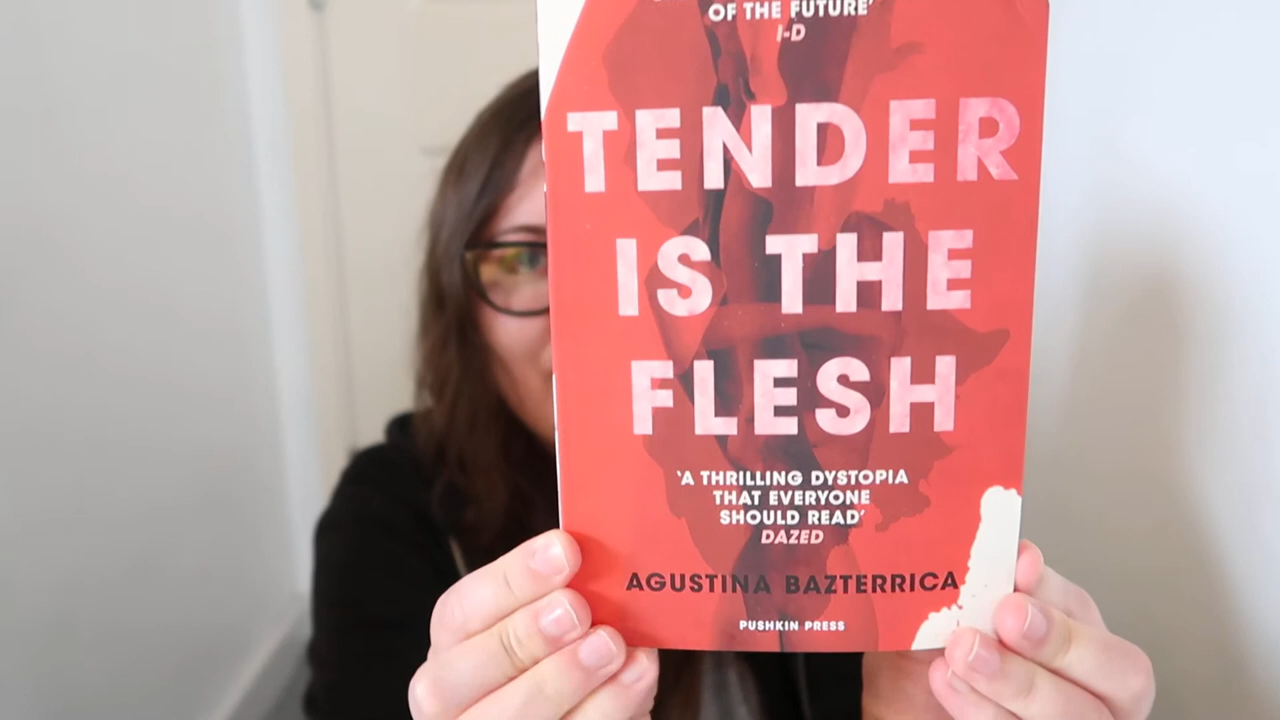 OF THE FUTURE’
I-D
TENDER
IS THE
FLESH
‘A THRILLING DYSTOPIA
THAT EVERYONE
SHOULD READ’
DAZED
AGUSTINA BAZTERRICA
PUSHKIN PRESS